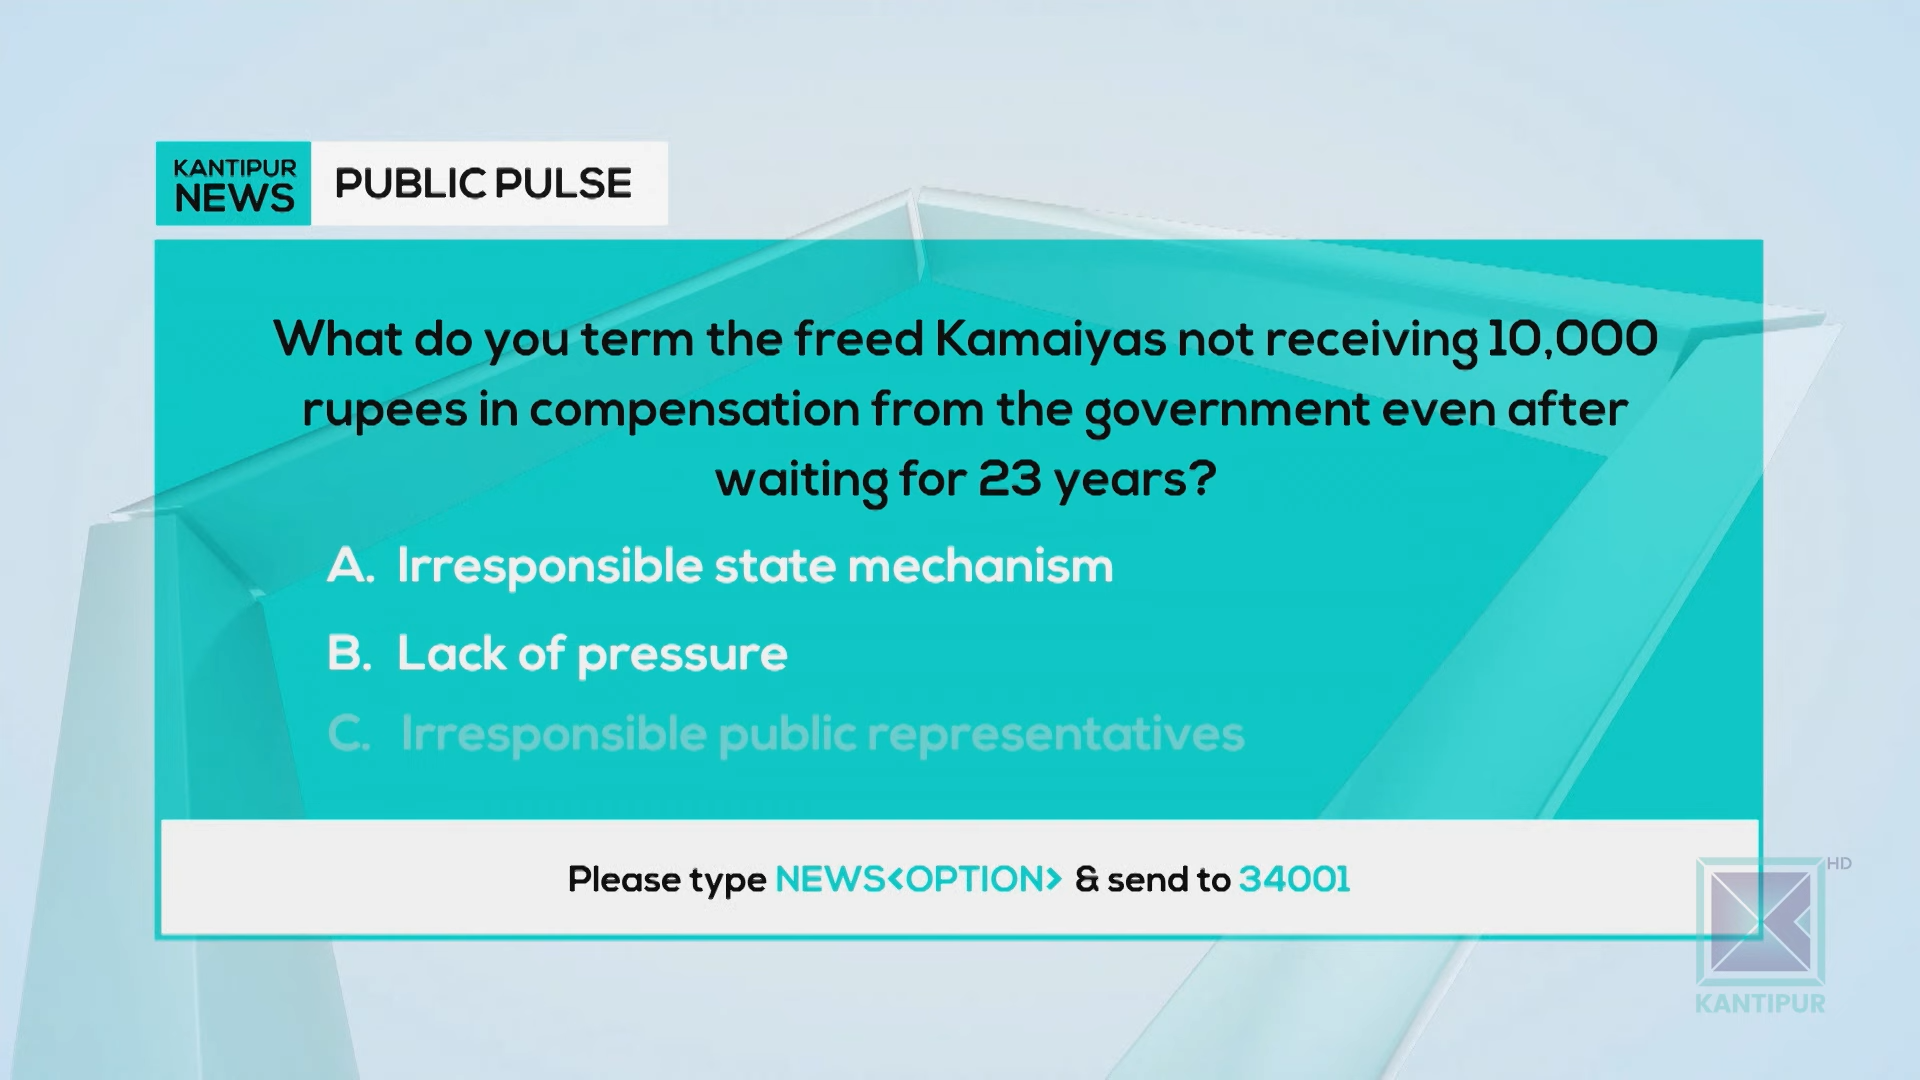 KANTIPUR
NEWS
PUBLIC PULSE
What do you term the freed Kamaiyas not receiving 10,000
rupees in compensation from the government even after
waiting for 23 years?
A. Irresponsible state mechanism
B. Lack of pressure
C. Irresponsible public representatives
Please type NEWS<OPTION> & send to 34001
HD
KANTIPUR